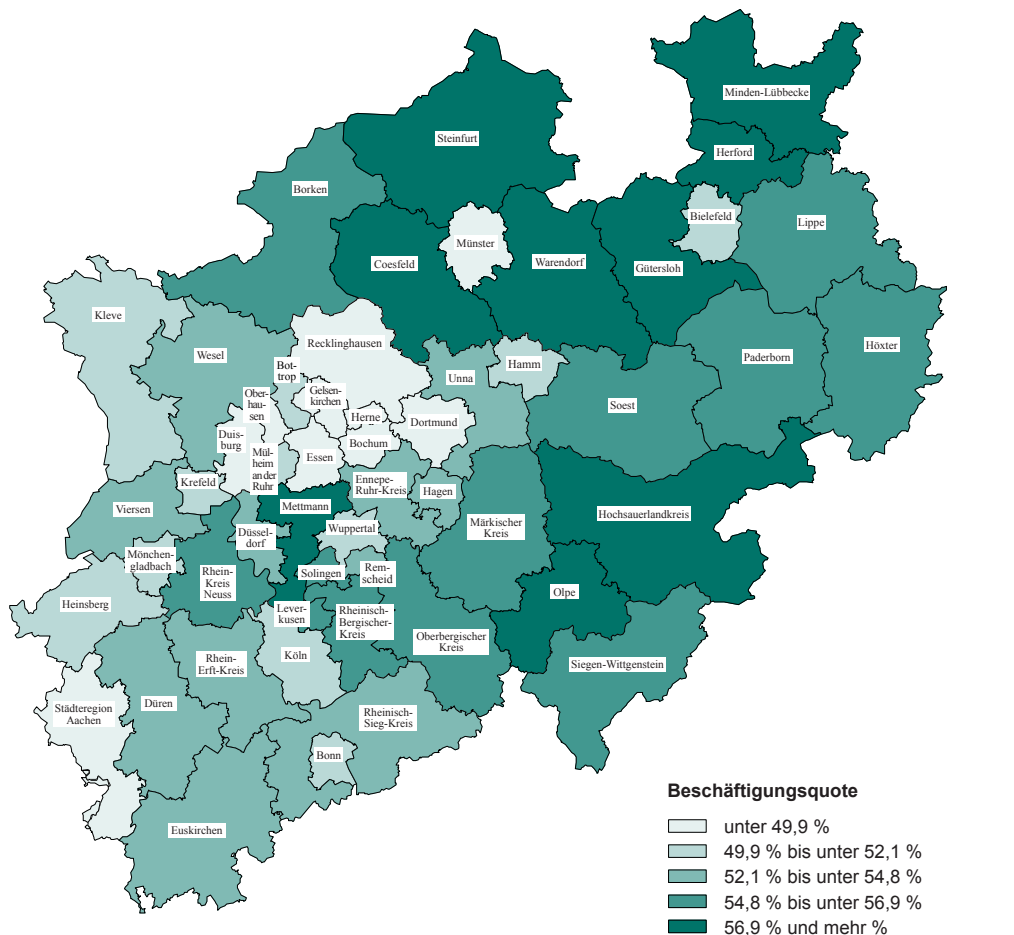 Minden-Lübbecke
Steinfurt
Herford
Borken
Bielefeld
Lippe
Münster
Coesfeld
Warendorf
Gütersloh
Kleve
Recklinghausen
Höxter
Wesel
Paderborn
Bot-
trop
Hamm
Unna
Gelsen-
kirchen
Ober-
hau-
sen
Soest
Herne
Dortmund
Duis-
burg
Bochum
Essen
Mül-
heim
an der
Ruhr
Krefeld
Ennepe-
Ruhr-Kreis
Hagen
Mettmann
Viersen
Hochsauerlandkreis
Wuppertal
Märkischer
Kreis
Düssel-
dorf
Mönchen-
gladbach
Solingen
Rem-
scheid
Rhein-
Kreis
Neuss
Olpe
Heinsberg
Lever-
kusen
Rheinisch-
Bergischer-
Kreis
Oberbergischer
Kreis
Köln
Rhein-
Erft-Kreis
Siegen-Wittgenstein
Düren
Städteregion
Aachen
Rheinisch-
Sieg-Kreis
Bonn
Euskirchen
Beschäftigungsquote
unter 49,9 %
49,9 % bis unter 52,1 %
52,1 % bis unter 54,8 %
54,8 % bis unter 56,9 %
56,9 % und mehr %